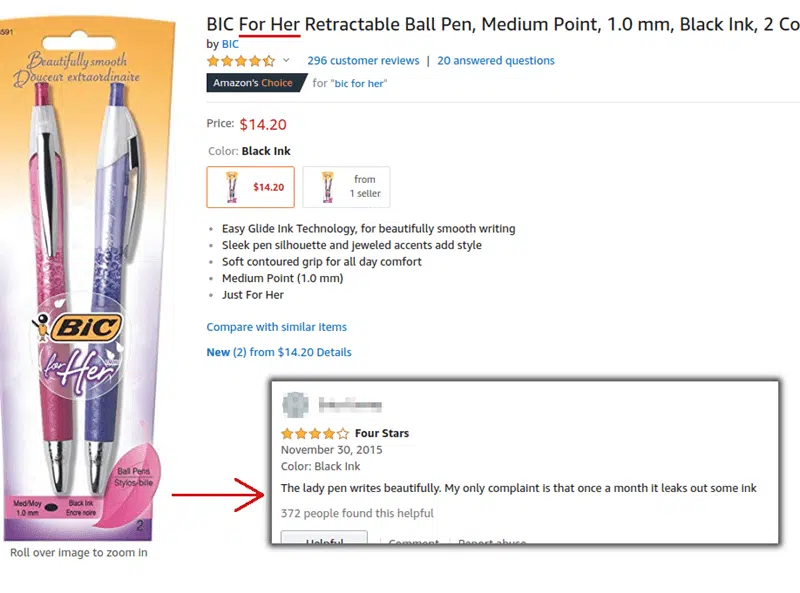 BIC For Her Retractable Ball Pen, Medium Point, 1.0 mm, Black Ink, 2 Co
by BIC
296 customer reviews | 20 answered questions
Amazon's Choice for "bic for her"
Price: $14.20
Color: Black Ink
$14.20
from
1 seller
Easy Glide Ink Technology, for beautifully smooth writing
Sleek pen silhouette and jeweled accents add style
Soft contoured grip for all day comfort
Medium Point (1.0 mm)
Just For Her
Compare with similar items
New (2) from $14.20 Details
591
Beautifully smooth
Douceur extraordinaire
BiC
for Her
Ball Pens
Stylos-bille
Med/Moy
1.0 mm
Black Ink
Encre noire
2
Roll over image to zoom in
Four Stars
November 30, 2015
Color: Black Ink
The lady pen writes beautifully. My only complaint is that once a month it leaks out some ink
372 people found this helpful
Helpful
Comment
Report abuse